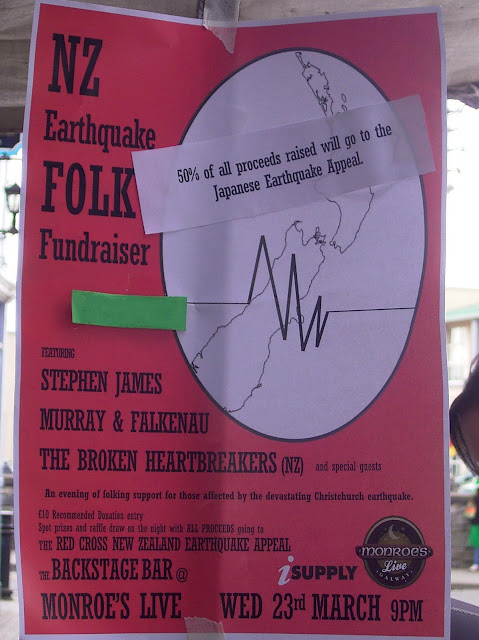 NZ
Earthquake
FOLK
Fundraiser
50% of all proceeds raised will go to the
Japanese Earthquake Appeal.
FEATURING
STEPHEN JAMES
MURRAY & FALKENAU
THE BROKEN HEARTBREAKERS (NZ) and special guests
An evening of folking support for those affected by the devastating Christchurch earthquake.
€10 Recommended Donation entry
Spot prizes and raffle draw on the night with ALL PROCEEDS going to
THE RED CROSS NEW ZEALAND EARTHQUAKE APPEAL
THE BACKSTAGE BAR @
MONROE'S LIVE WED 23rd MARCH 9PM
iSUPPLY
MONROE'S
Live
GALWAY